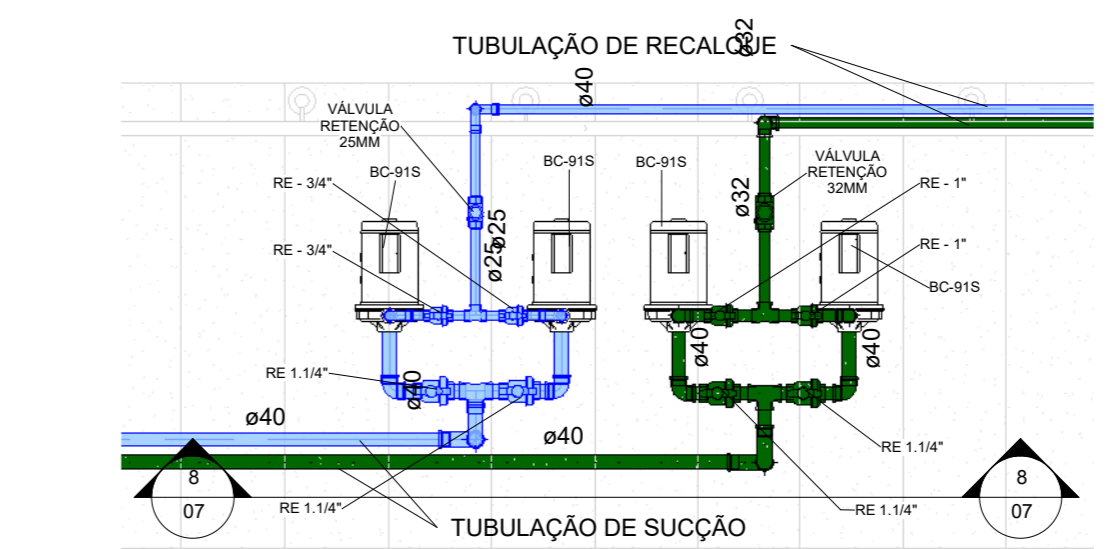 ø32
TUBULAÇÃO DE RECALQUE
ø40
VÁLVULA
RETENÇÃO
25MM
BC-91S
BC-91S
BC-91S
VÁLVULA
RETENÇÃO
32MM
RE - 3/4"
RE - 1"
ø32
ø25
ø25
RE - 3/4"
RE - 1"
BC-91S
ø40
ø40
RE 1.1/4"
ø40
ø40
ø40
RE 1.1/4"
8
07
RE 1.1/4"
TUBULAÇÃO DE SUCÇÃO
RE 1.1/4"
8
07